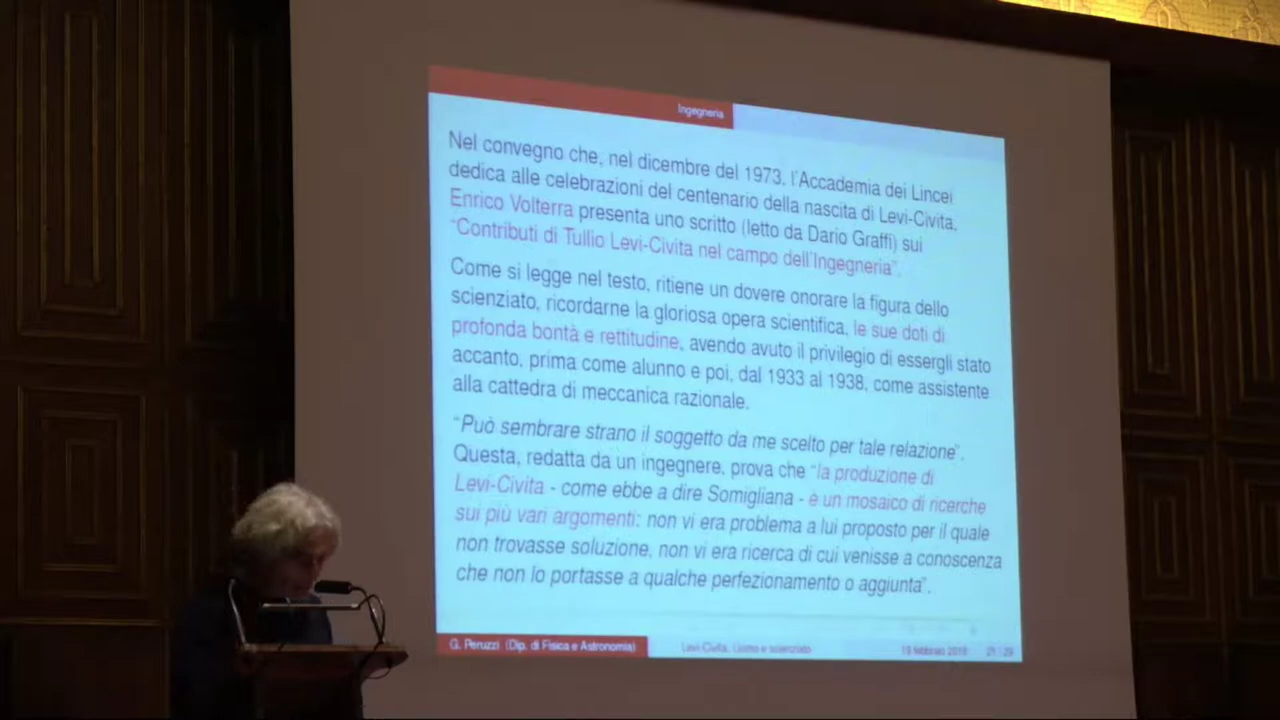 Ingegneria
Nel convegno che, nel dicembre del 1973, l'Accademia dei Lincei
dedica alle celebrazioni del centenario della nascita di Levi-Civita,
Enrico Volterra presenta uno scritto (letto da Dario Graffi) sui
"Contributi di Tullio Levi-Civita nel campo dell'Ingegneria".
Come si legge nel testo, ritiene un dovere onorare la figura dello
scienziato, ricordarne la gloriosa opera scientifica, le sue doti di
profonda bontà e rettitudine, avendo avuto il privilegio di essergli stato
accanto, prima come alunno e poi, dal 1933 al 1938, come assistente
alla cattedra di meccanica razionale.
"Può sembrare strano il soggetto da me scelto per tale relazione".
Questa, redatta da un ingegnere, prova che "la produzione di
Levi-Civita - come ebbe a dire Somigliana - è un mosaico di ricerche
sui più vari argomenti: non vi era problema a lui proposto per il quale
non trovasse soluzione, non vi era ricerca di cui venisse a conoscenza
che non lo portasse a qualche perfezionamento o aggiunta".
G. Peruzzi (Dip. di Fisica e Astronomia)
Levi-Civita, Uomo e scienziato
19 febbraio 21 / 29